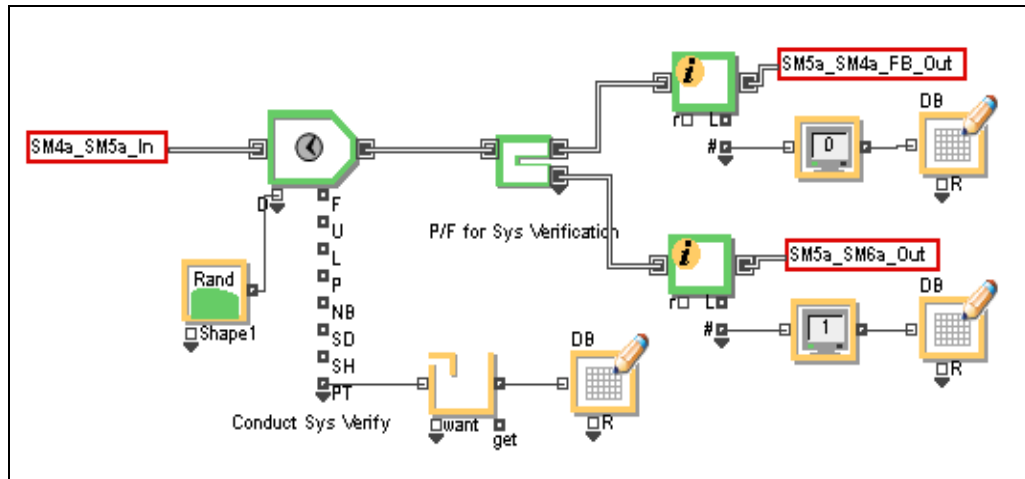 SM5a_SM4a_FB_Out
i
DB
r L
SM4a_SM5a_In
#
0
R
D
F
U
P/F for Sys Verification
L
i
SM5a_SM6a_Out
P
r L
DB
Rand
NB
#
1
Shape1
SD
DB
R
SH
PT
Conduct Sys Verify
want
get
R